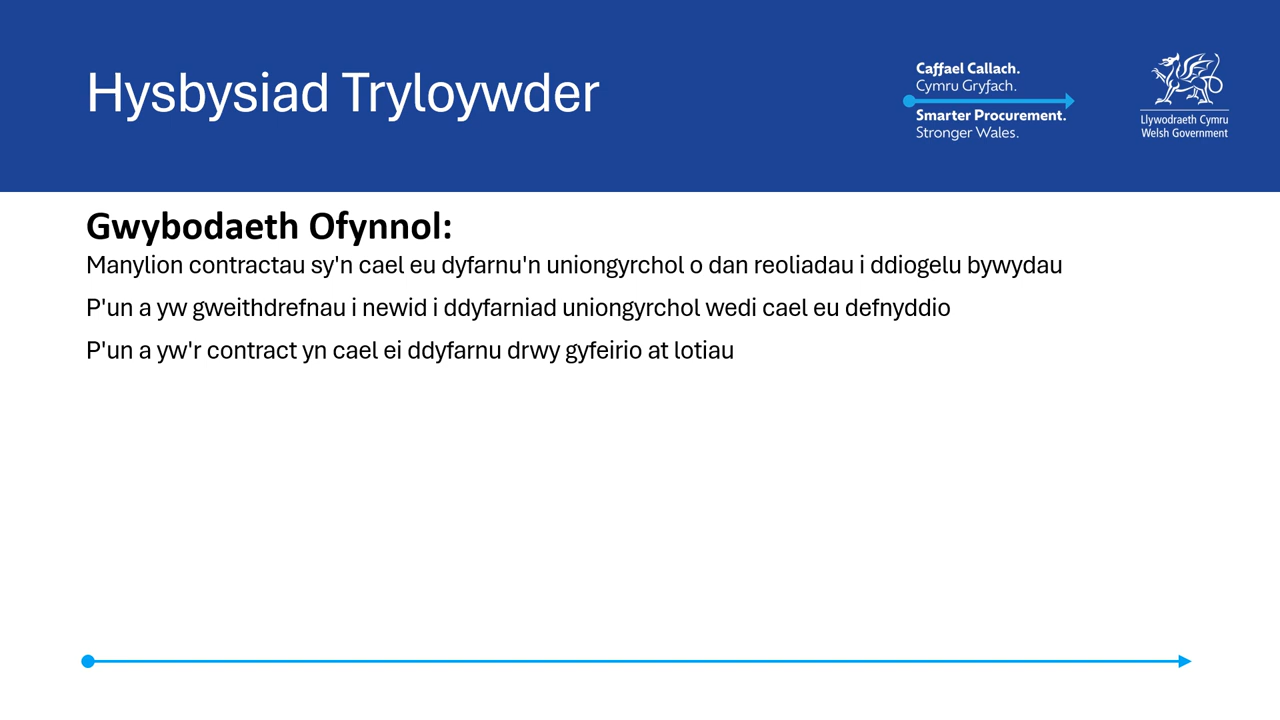 Hysbysiad Tryloywder
Caffael Callach.
Cymru Gryfach.
Smarter Procurement.
Stronger Wales.
Llywodraeth Cymru
Welsh Government
Gwybodaeth Ofynnol:
Manylion contractau sy'n cael eu dyfarnu'n uniongyrchol o dan reoliadau i ddiogelu bywydau
P'un a yw gweithdrefnau i newid i ddyfarniad uniongyrchol wedi cael eu defnyddio
P'un a yw'r contract yn cael ei ddyfarnu drwy gyfeirio at lotiau